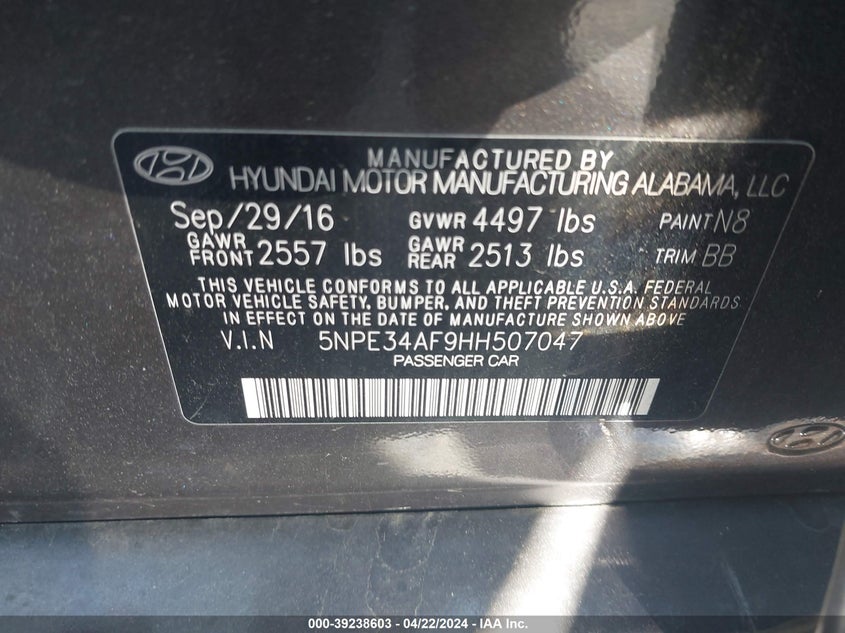 MANUFACTURED BY
HYUNDAI MOTOR MANUFACTURING ALABAMA, LLC
Sep/29/16 GVWR 4497 lbs PAINT N8
GAWR FRONT 2557 lbs GAWR REAR 2513 lbs TRIM BB
THIS VEHICLE CONFORMS TO ALL APPLICABLE U.S.A. FEDERAL
MOTOR VEHICLE SAFETY, BUMPER, AND THEFT PREVENTION STANDARDS
IN EFFECT ON THE DATE OF MANUFACTURE SHOWN ABOVE
V.I.N 5NPE34AF9HH507047
PASSENGER CAR
000-39238603 - 04/22/2024 - IAA Inc.